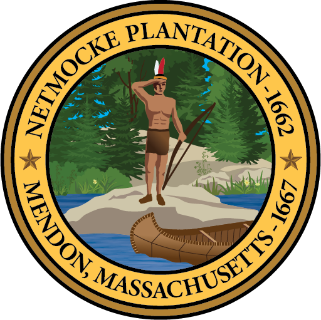 NETMOCKE PLANTATION - 1662
MENDON, MASSACHUSETTS - 1667